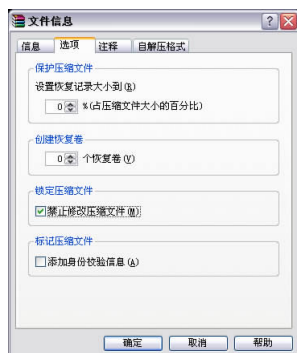 文件信息
信息 选项 注释 自解压格式
保护压缩文件
设置恢复记录大小到(R)
0 %(占压缩文件大小的百分比)
创建恢复卷
0 个恢复卷(V)
锁定压缩文件
禁止修改压缩文件(M)
标记压缩文件
添加身份校验信息(A)
确定 取消 帮助